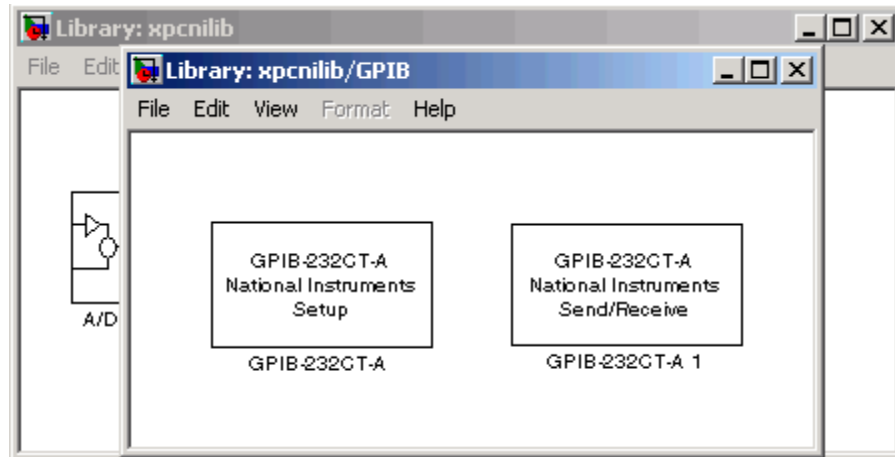 Library: xpcnilib
File Edit
Library: xpcnilib/GPIB
File Edit View Format Help
A/D
GPIB-232CT-A
National Instruments
Setup
GPIB-232CT-A
GPIB-232CT-A
National Instruments
Send/Receive
GPIB-232CT-A 1